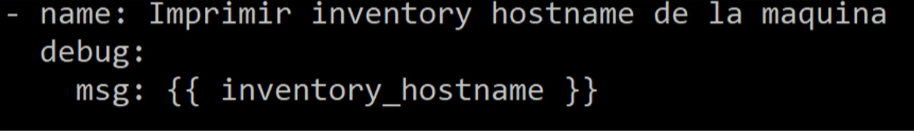 - name: Imprimir inventory hostname de la maquina
  debug:
    msg: {{ inventory_hostname }}